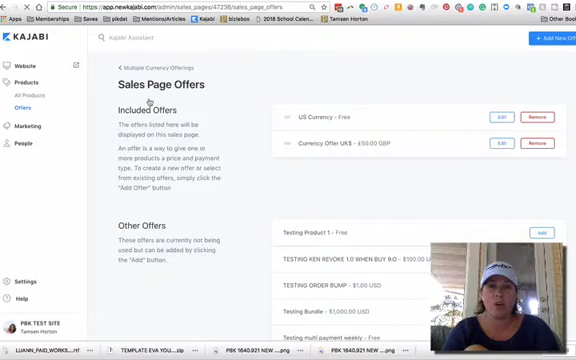 Secure https://app.newkajabi.com/admin/sales_pages/47236/sales_page_offers
Apps Memberships Saves pikdat Mentions/Articles Kajabi bizlebox 2018 School Calen... Tamsen Horton
KAJABI
Kajabi Assistant
Add New Off
Website
Products
All Products
Offers
Marketing
People
Settings
Help
PBK TEST SITE
Tamsen Horton
Multiple Currency Offerings
Sales Page Offers
Included Offers
The offers listed here will
be displayed on this sales
page.
An offer is a way to give one or
more products a price and payment
type. To create a new offer or select
from existing offers, simply click the
"Add Offer" button
US Currency - Free
Edit
Remove
Currency Offer UK$ - £50.00 GBP
Edit
Remove
Other Offers
These offers are currently not being
used but can be added by clicking
the "Add" button.
Testing Product 1 - Free
Add
TESTING KEN REVOKE 1.0 WHEN BUY 9.0 - $100.00 U
TESTING ORDER BUMP - $1.00 USD
Testing Bundle - $1,000.00 USD
Testing multi payment weekly - Free
LUANN_PAID_WORKS....rtf
TEMPLATE EVA YOU....zip
PBK 1640.921 NEW ....png
PBK 1640.921 NEW ....png